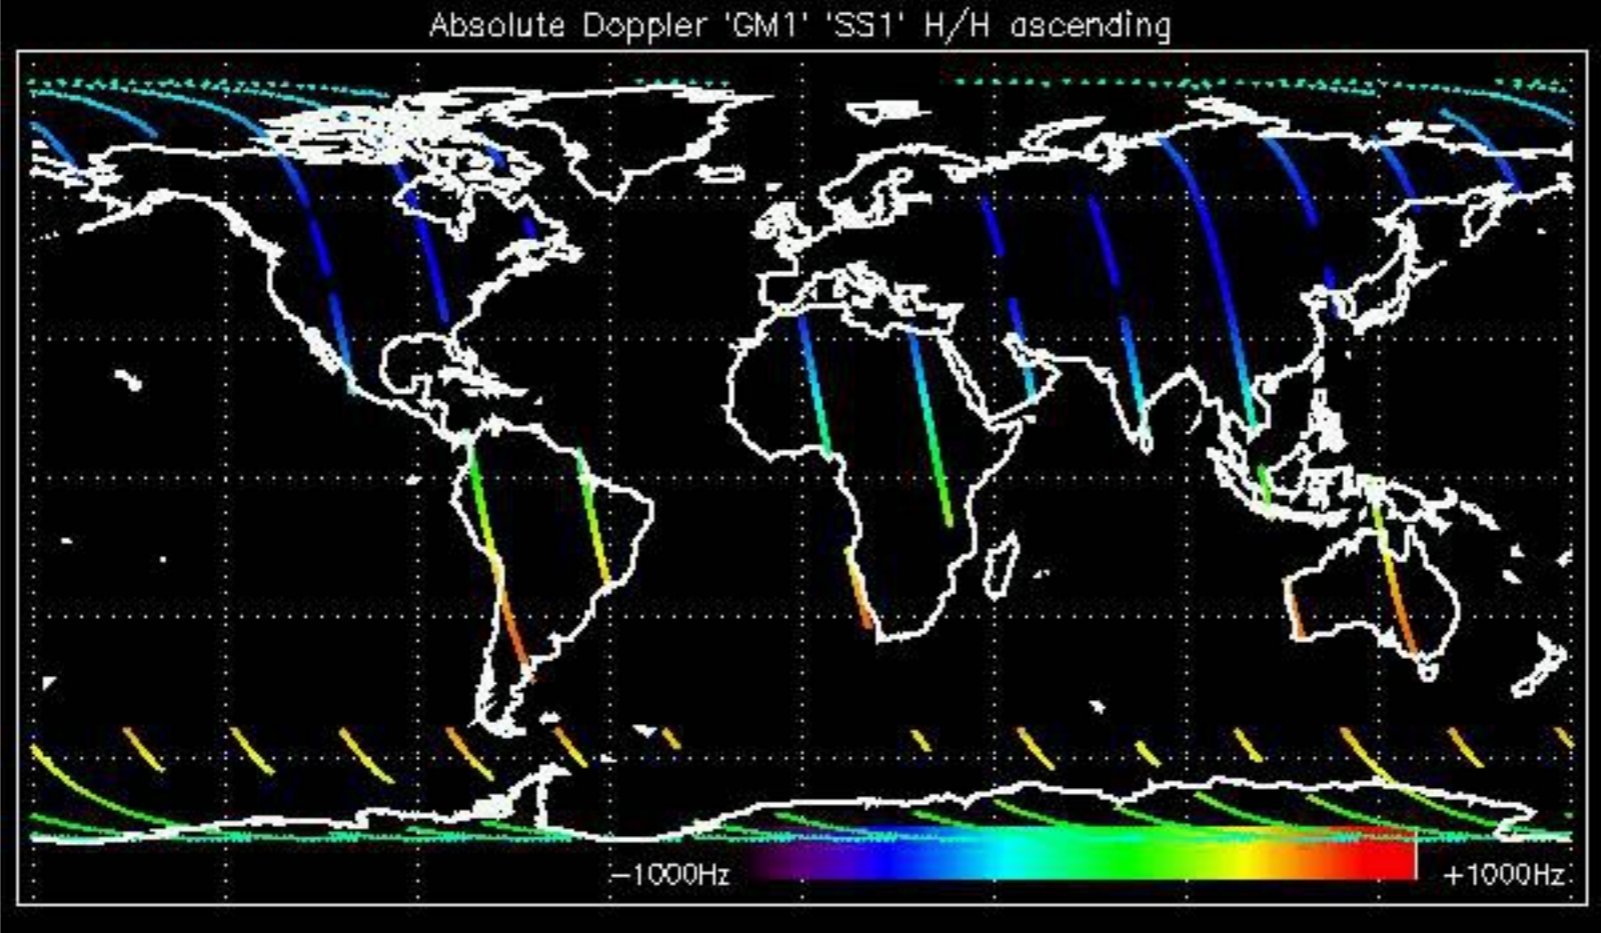 Absolute Doppler 'GM1' 'SS1' H/H ascending
-1000Hz +1000Hz